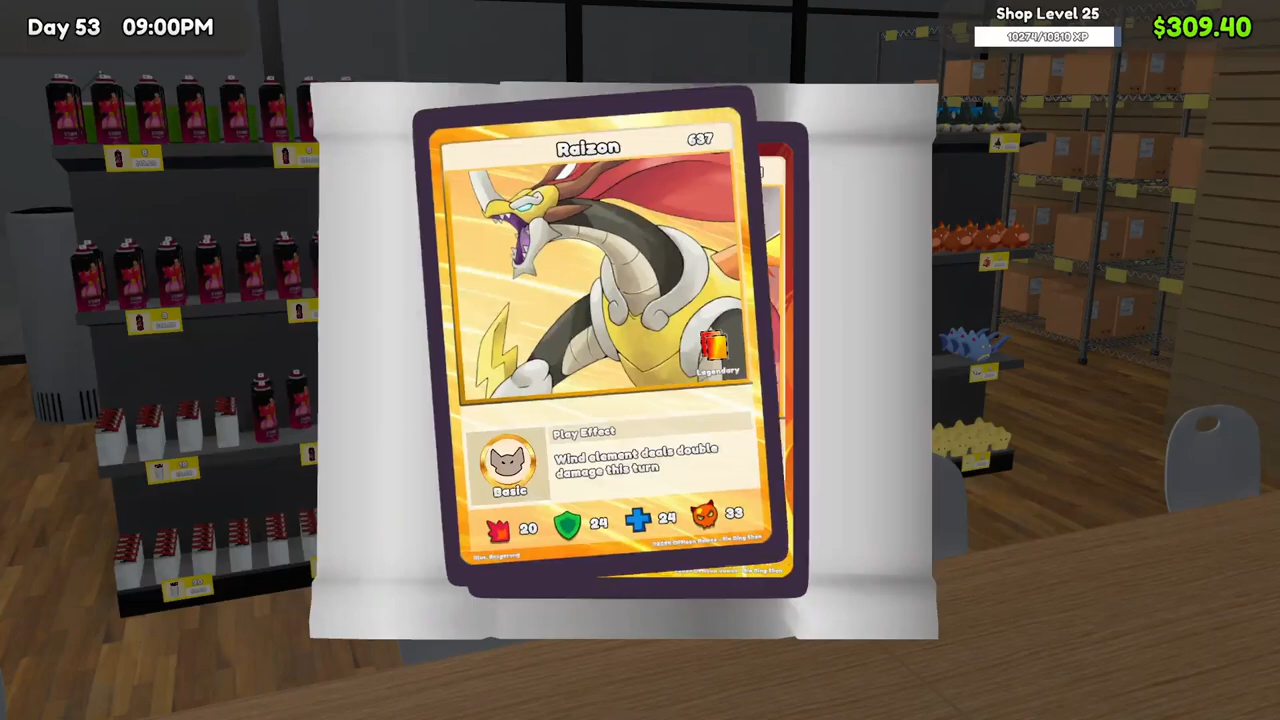 Day 53 09:00PM
Shop Level 25
10274/10810 XP
$309.40
Raizon 637
Legendary
Play Effect
Wind element deals double
damage this turn
Basic
20 24 24 33